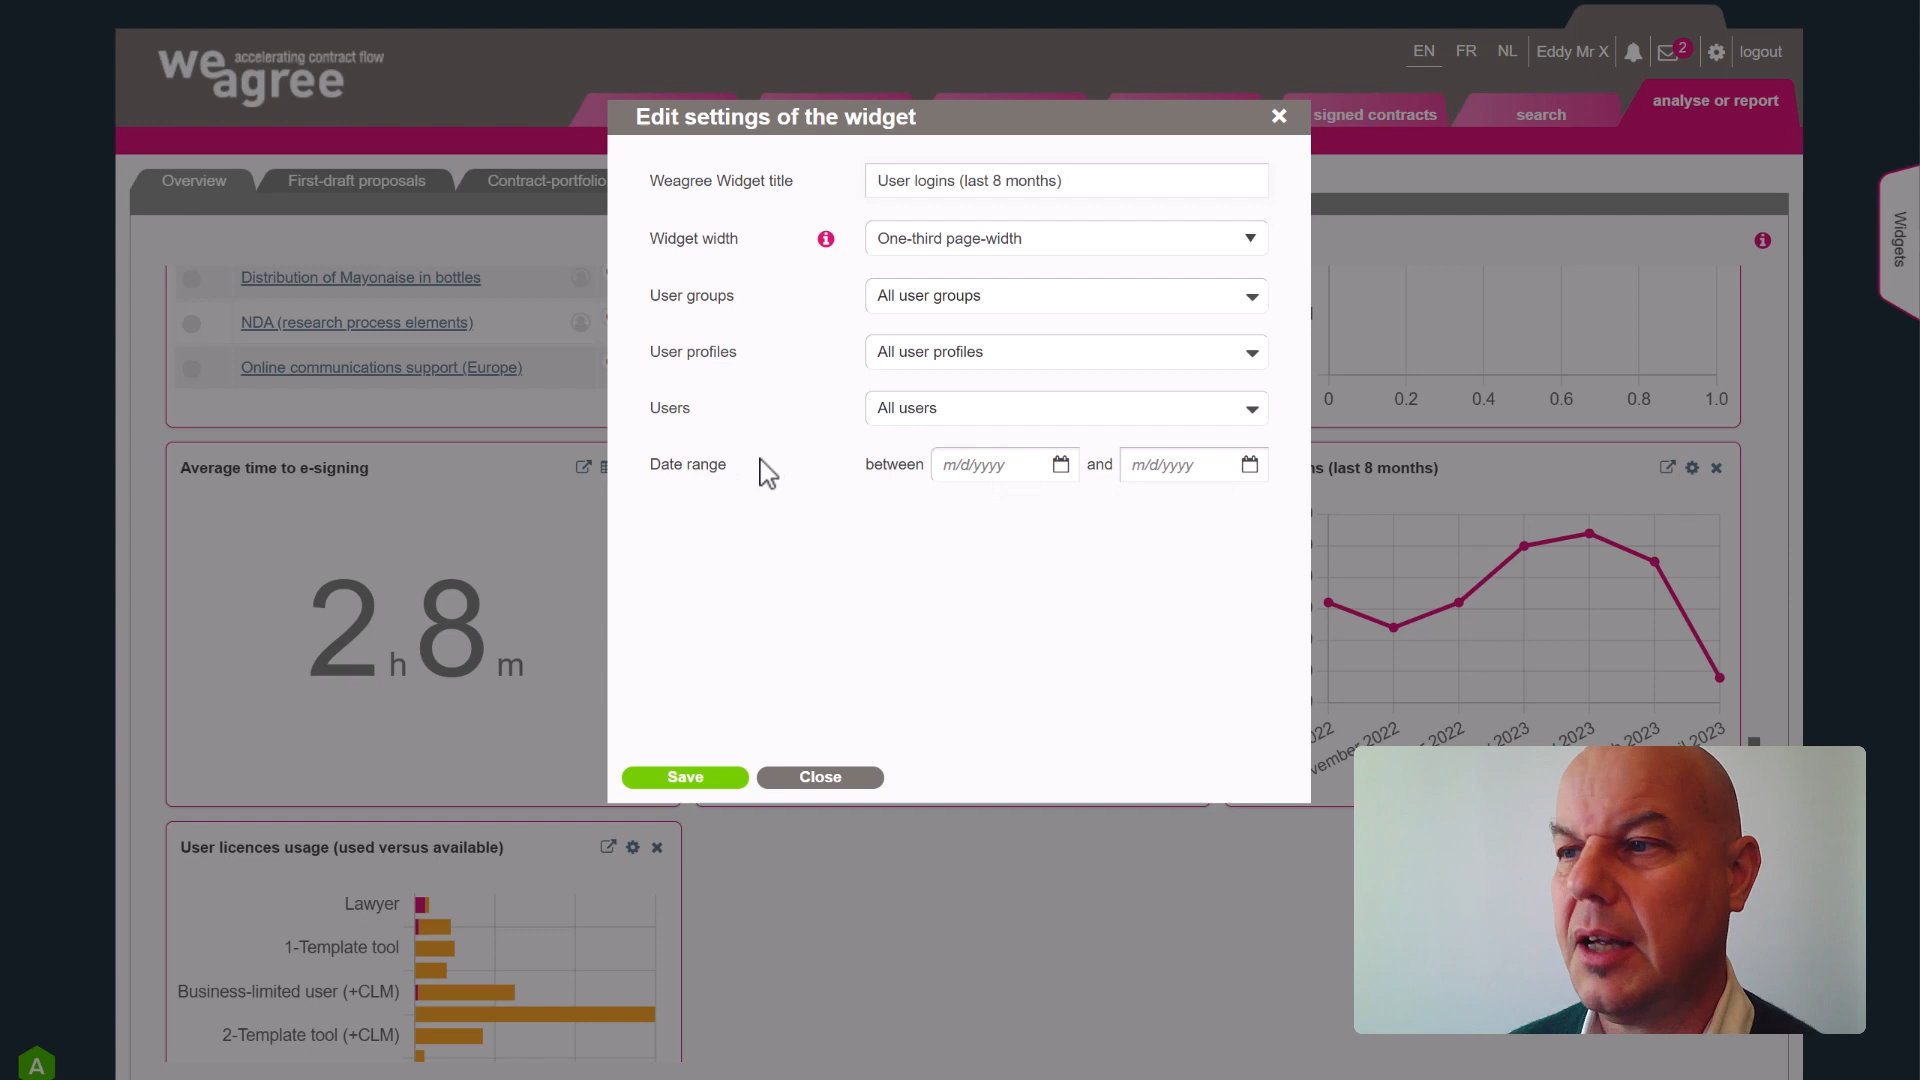 we agree
accelerating contract flow
EN FR NL Eddy Mr X 2 logout
signed contracts
search
analyse or report
Overview
First-draft proposals
Contract-portfolio
Widgets
Edit settings of the widget
Weagree Widget title
User logins (last 8 months)
Widget width
One-third page-width
User groups
All user groups
User profiles
All user profiles
Users
All users
Date range
between m/d/yyyy and m/d/yyyy
Save
Close
Distribution of Mayonaise in bottles
NDA (research process elements)
Online communications support (Europe)
0 0.2 0.4 0.6 0.8 1.0
Average time to e-signing
2 h 8 m
(last 8 months)
2022
2022
2023
2023
2023
2023
User licences usage (used versus available)
Lawyer
1-Template tool
Business-limited user (+CLM)
2-Template tool (+CLM)
A